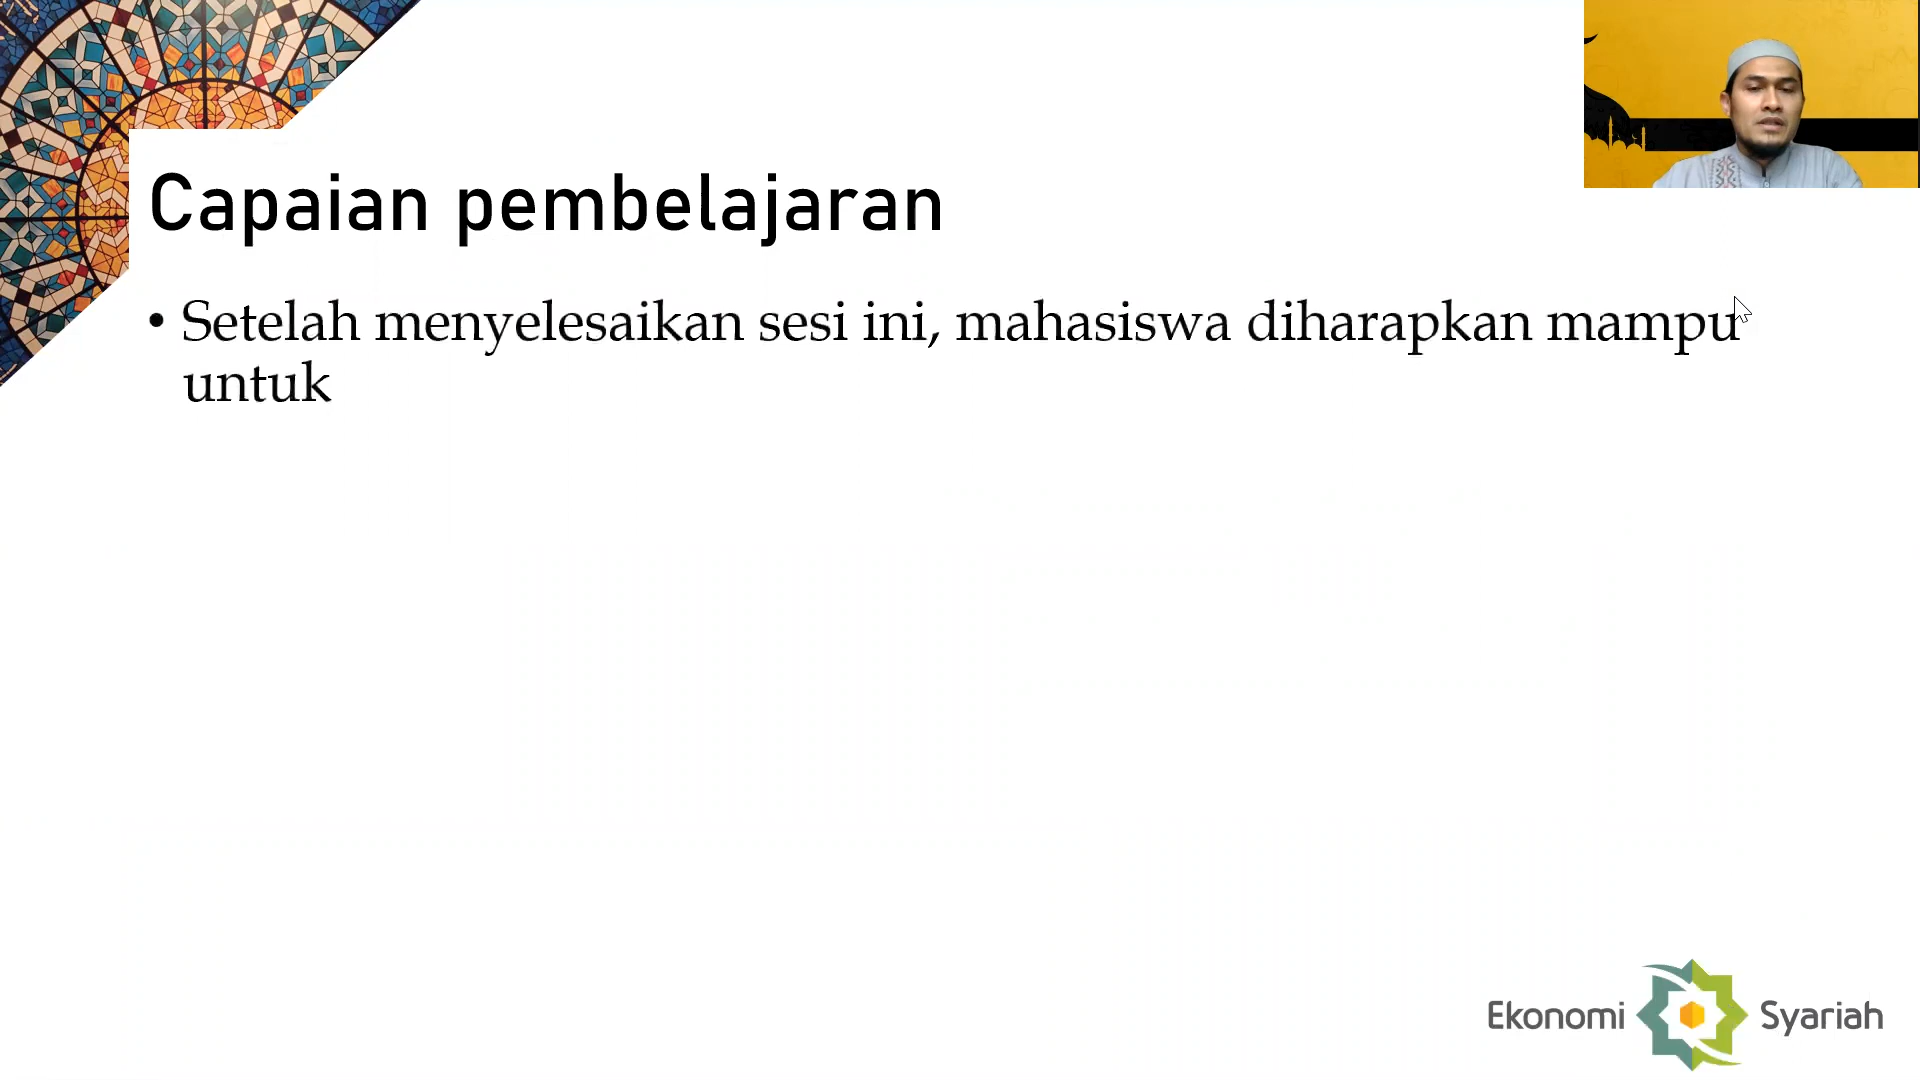 Capaian pembelajaran
• Setelah menyelesaikan sesi ini, mahasiswa diharapkan mampu
untuk
Ekonomi Syariah